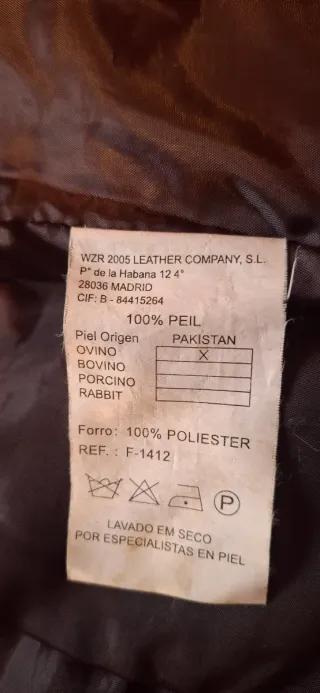 WZR 2005 LEATHER COMPANY, S.L.
Pº de la Habana 12 4°
28036 MADRID
CIF: B - 84415264
100% PEIL
Piel Origen PAKISTAN
OVINO X
BOVINO
PORCINO
RABBIT
Forro: 100% POLIESTER
REF. : F-1412
P
LAVADO EM SECO
POR ESPECIALISTAS EN PIEL